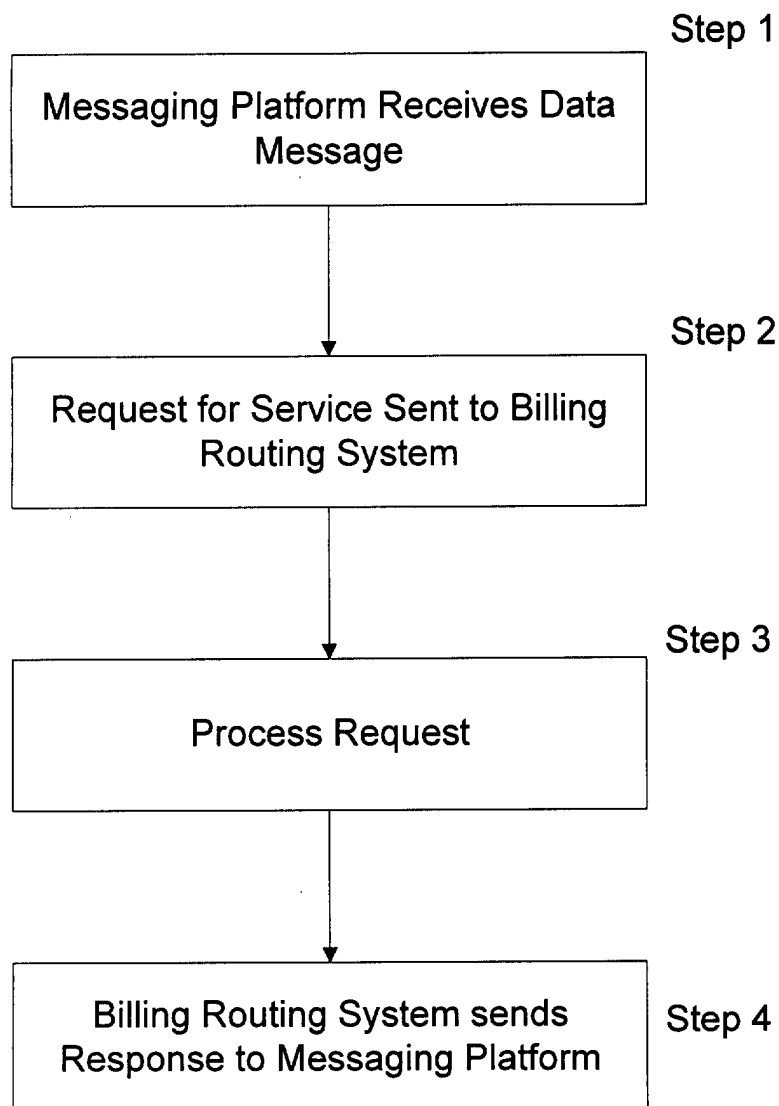 Step 1
Messaging Platform Receives Data
Message
Step 2
Request for Service Sent to Billing
Routing System
Step 3
Process Request
Billing Routing System sends
Response to Messaging Platform
Step 4